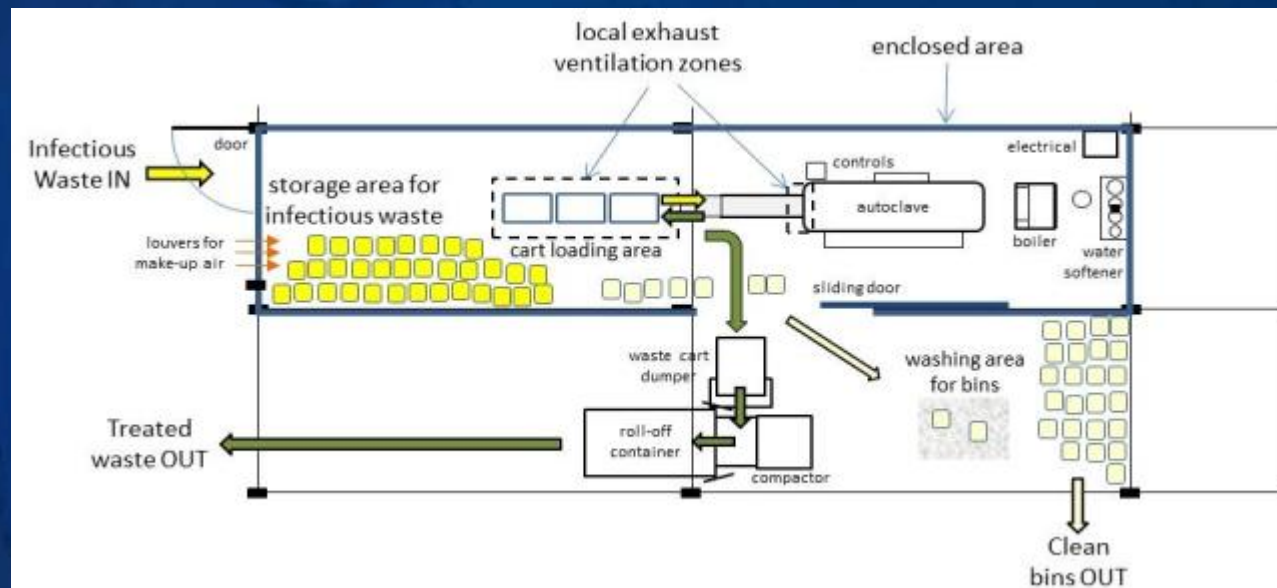 local exhaust
ventilation zones
enclosed area
Infectious
Waste IN
door
storage area for
infectious waste
louvers for
make-up air
cart loading area
controls
autoclave
electrical
boiler
water
softener
sliding door
waste cart
dumper
washing area
for bins
Treated
waste OUT
roll-off
container
compactor
Clean
bins OUT